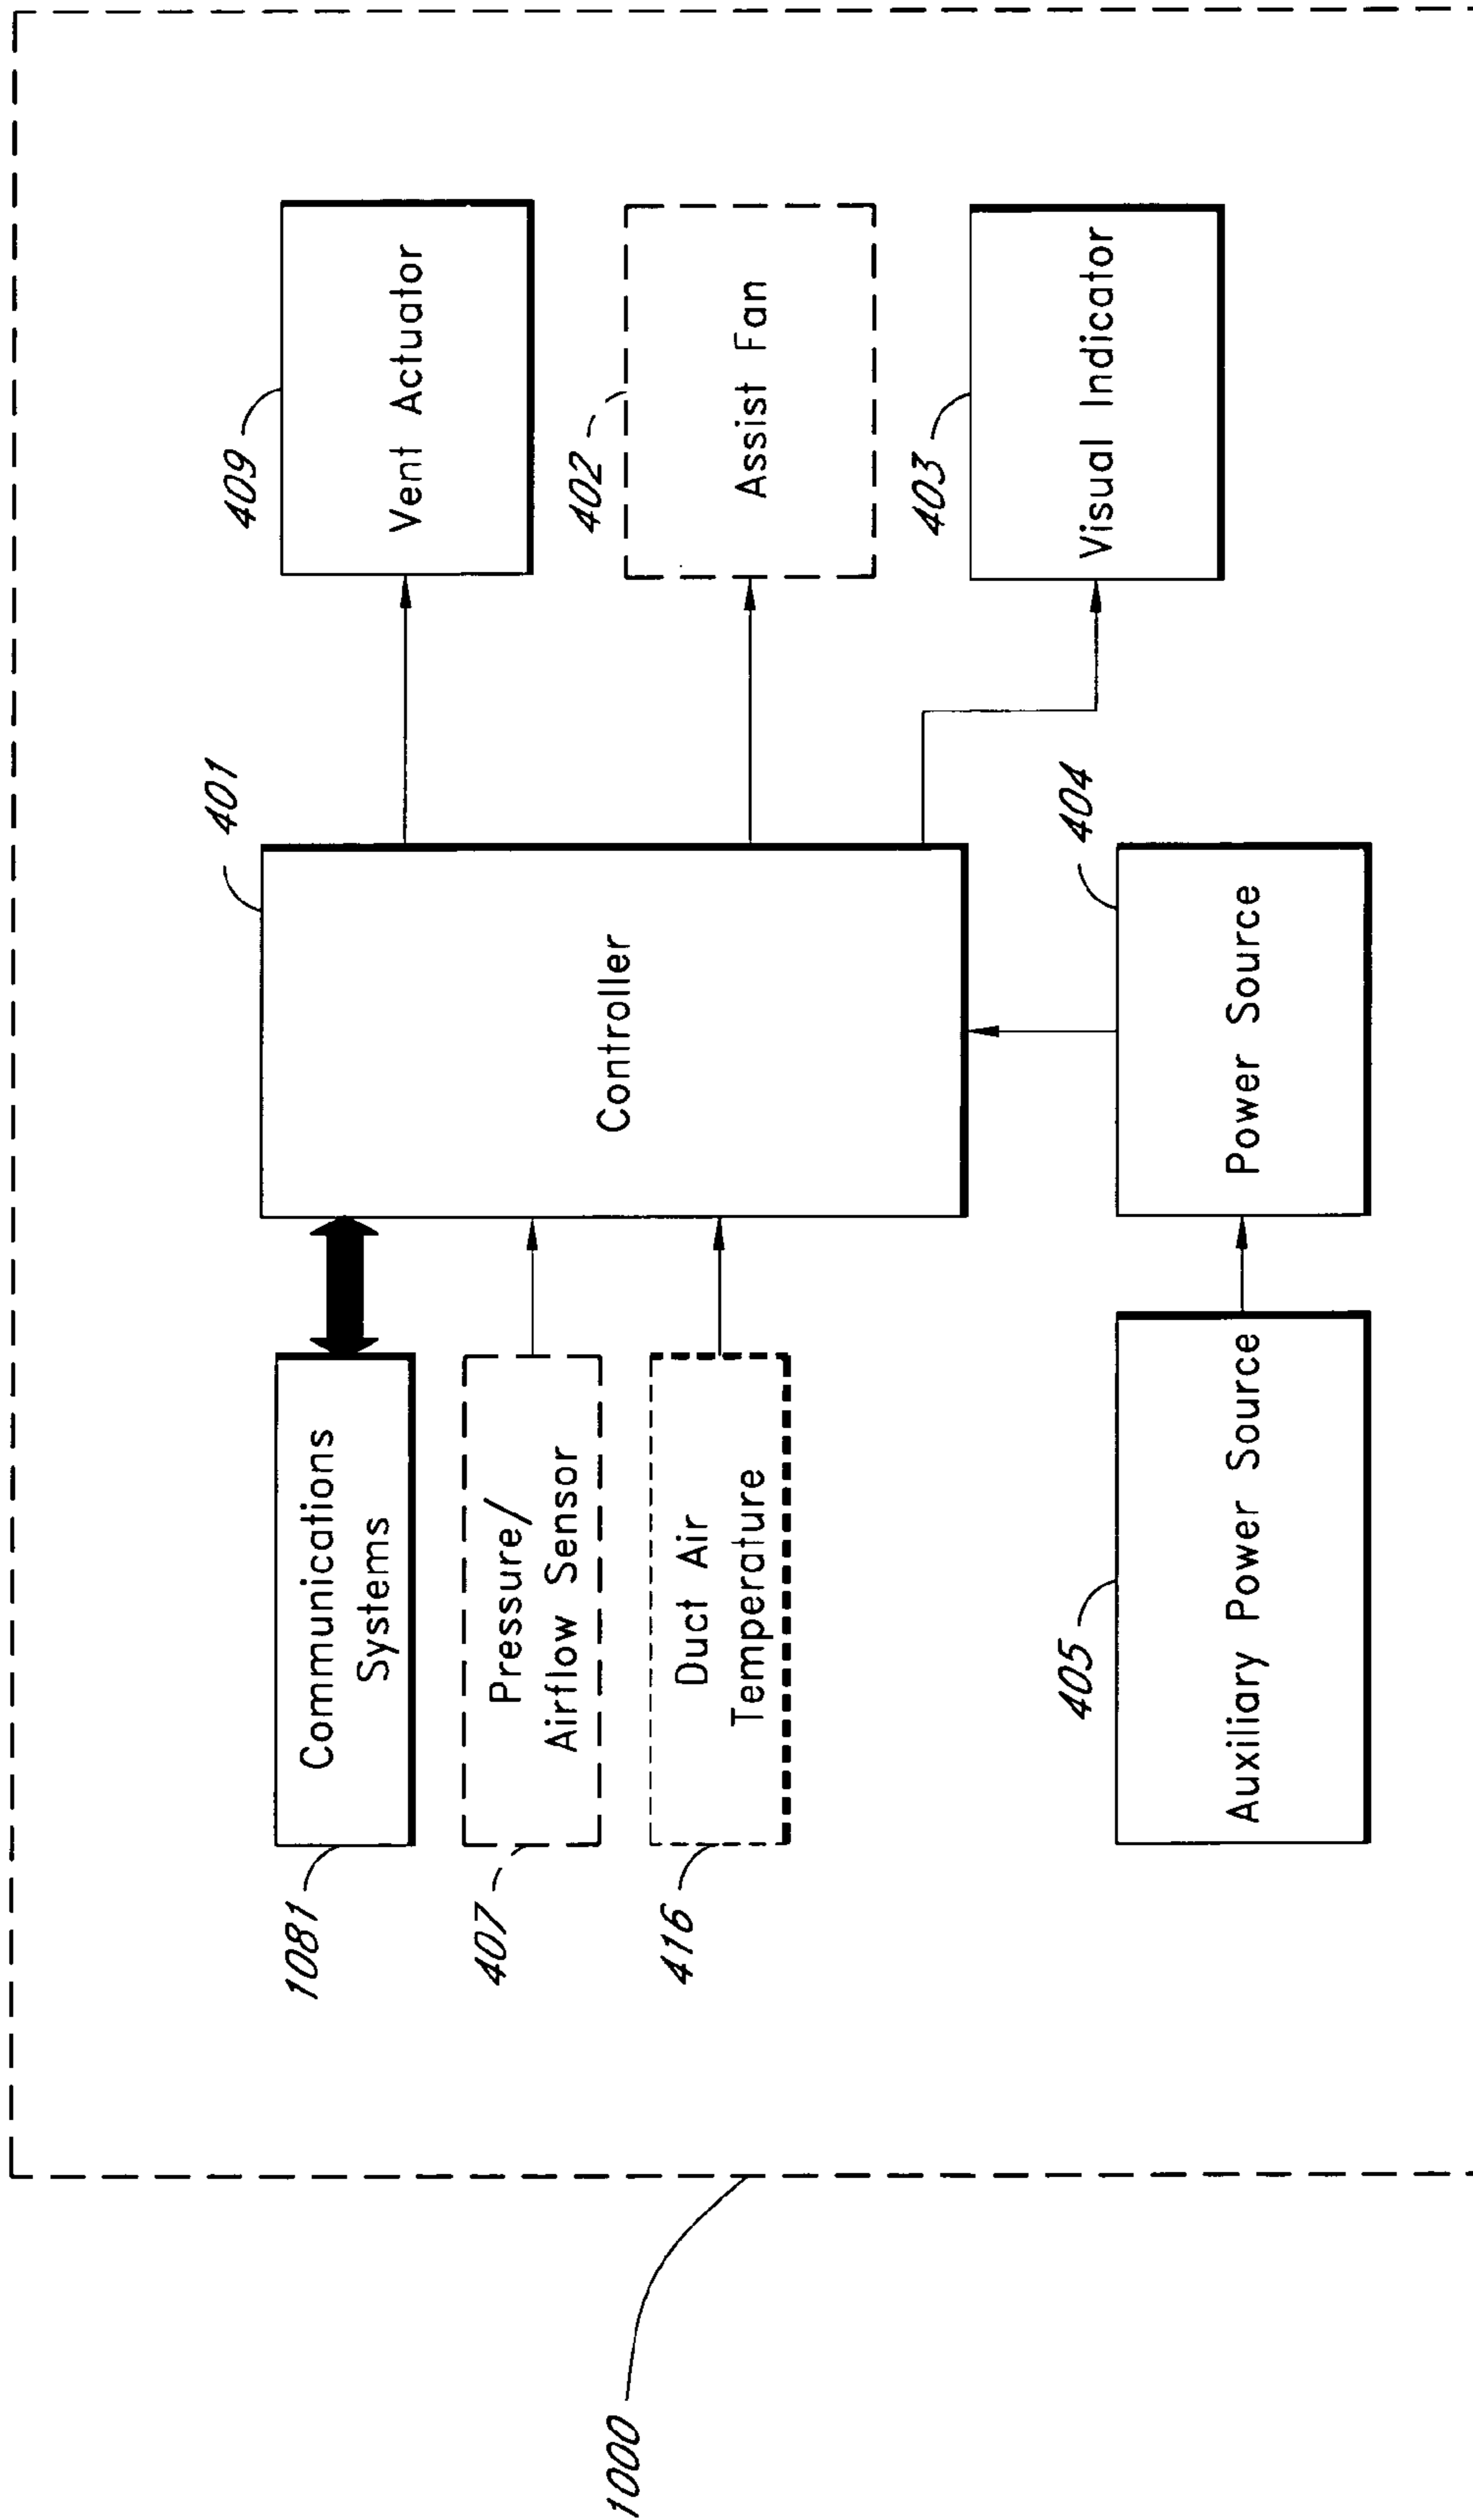 401
409
1081
Communications
Systems
Vent Actuator
407
Pressure/
Airflow Sensor
Controller
402
Assist Fan
416
Duct Air
Temperature
1000
403
Visual Indicator
405
404
Auxiliary Power Source
Power Source